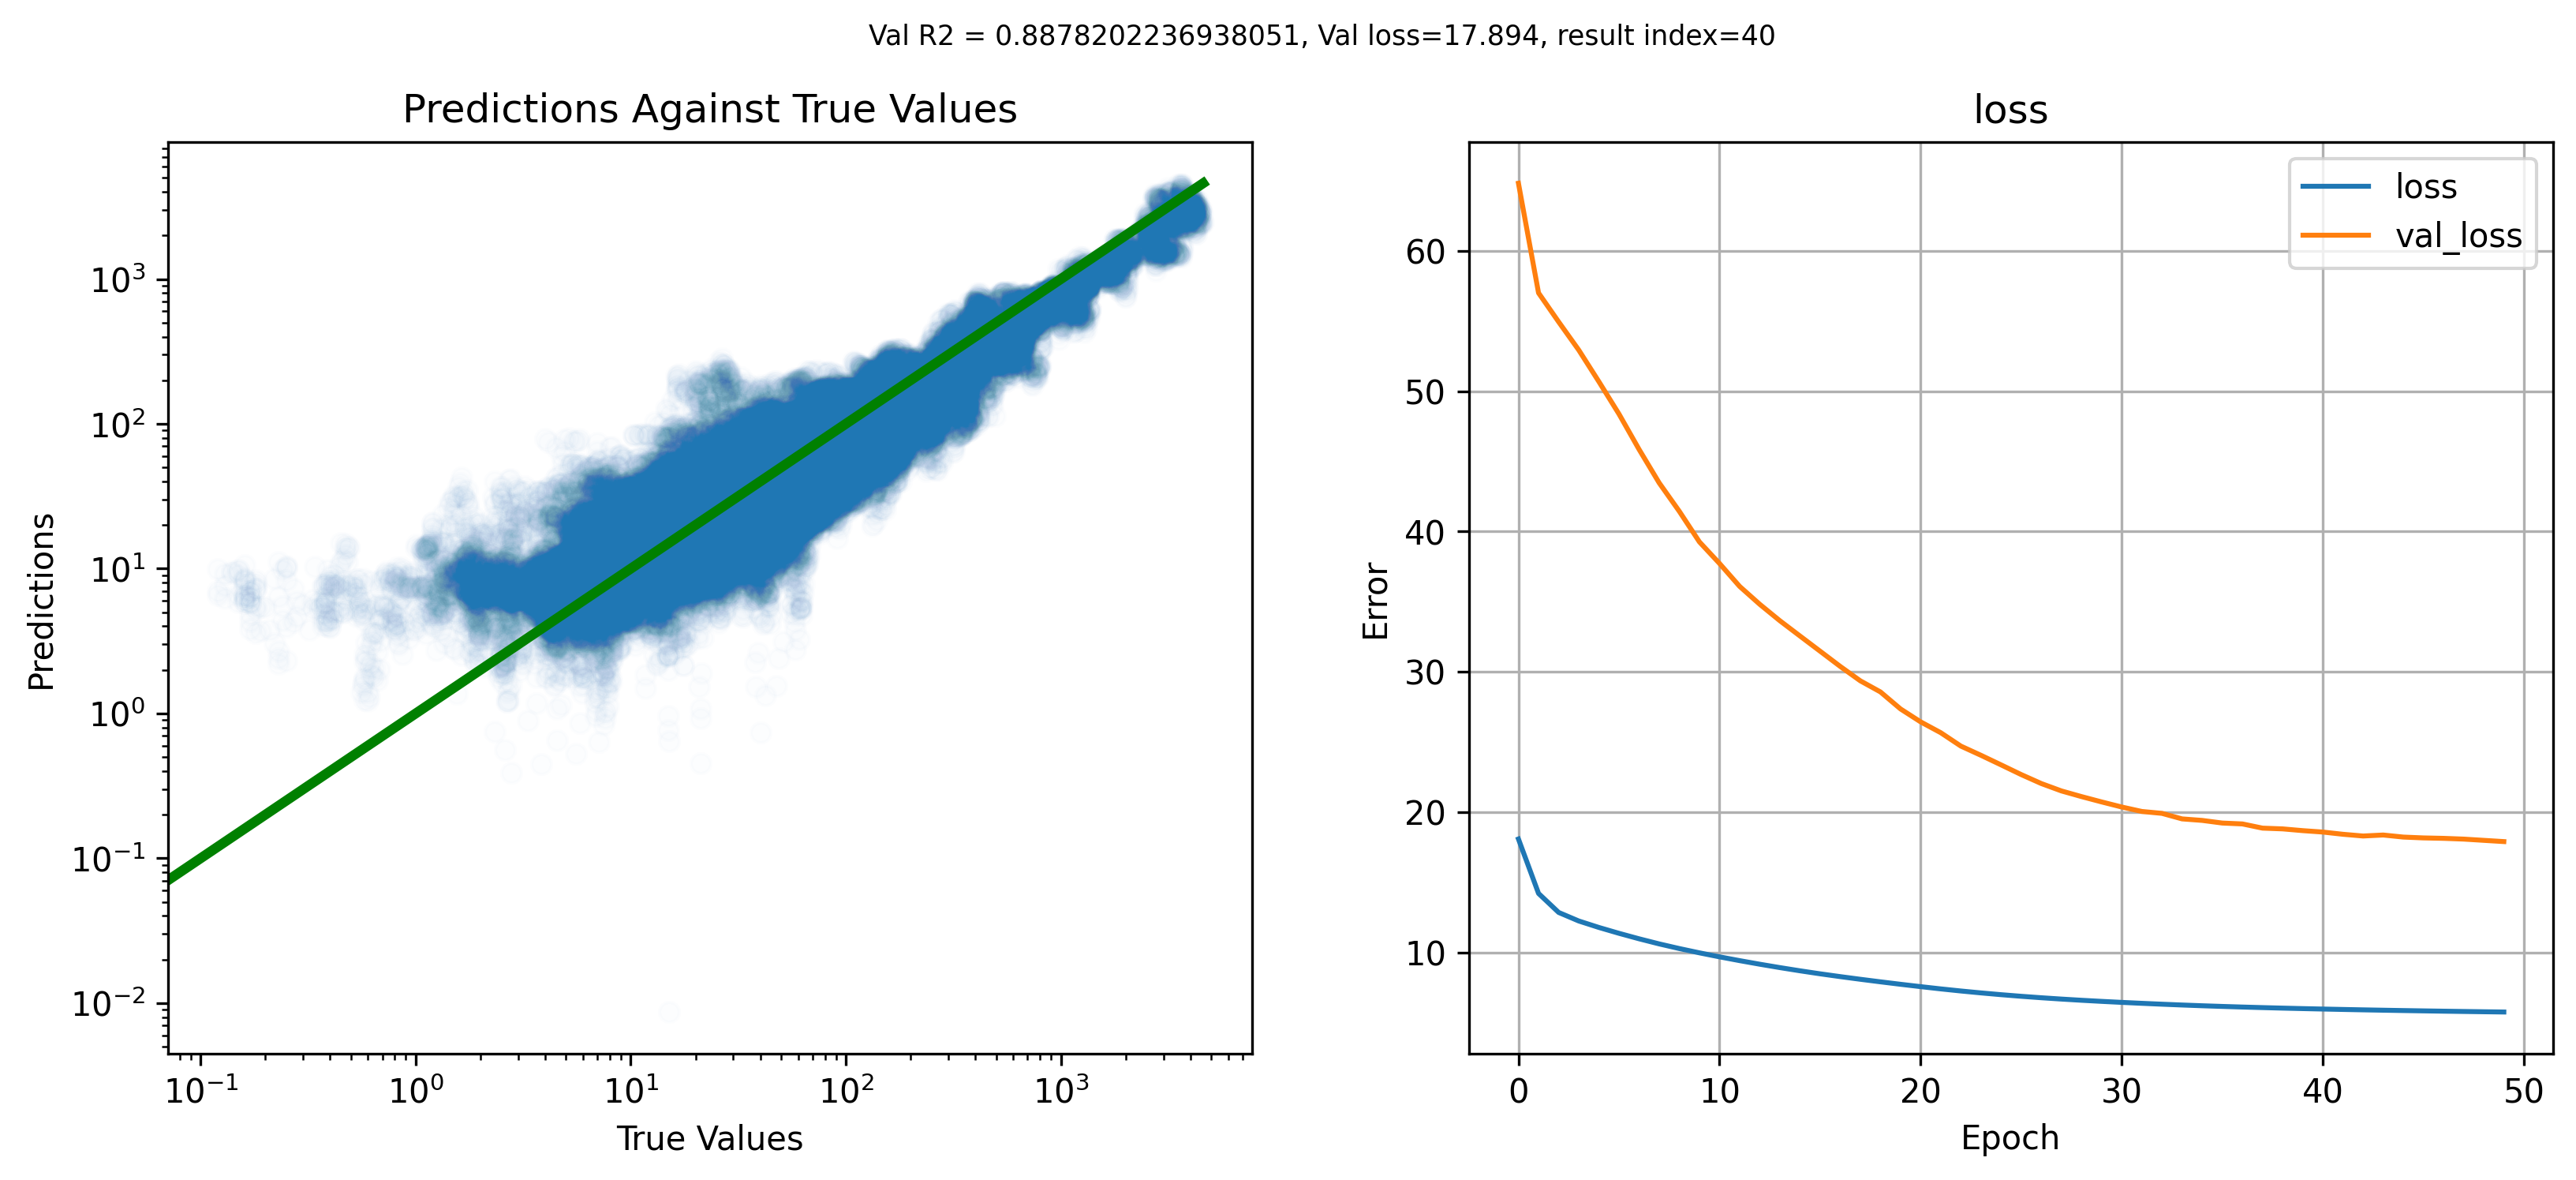 Val R2 = 0.8878202236938051, Val loss=17.894, result index=40
Predictions Against True Values
Predictions
10³
10²
10¹
10⁰
10⁻¹
10⁻²
10⁻¹ 10⁰ 10¹ 10² 10³
True Values
loss
loss
val_loss
Error
60
50
40
30
20
10
0 10 20 30 40 50
Epoch